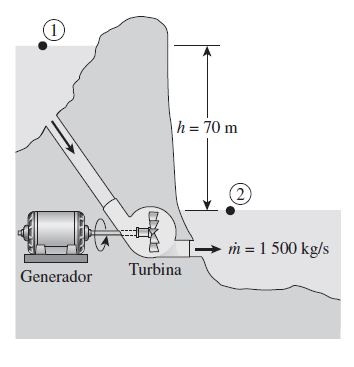 1
h = 70 m
2
ṁ = 1 500 kg/s
Generador
Turbina